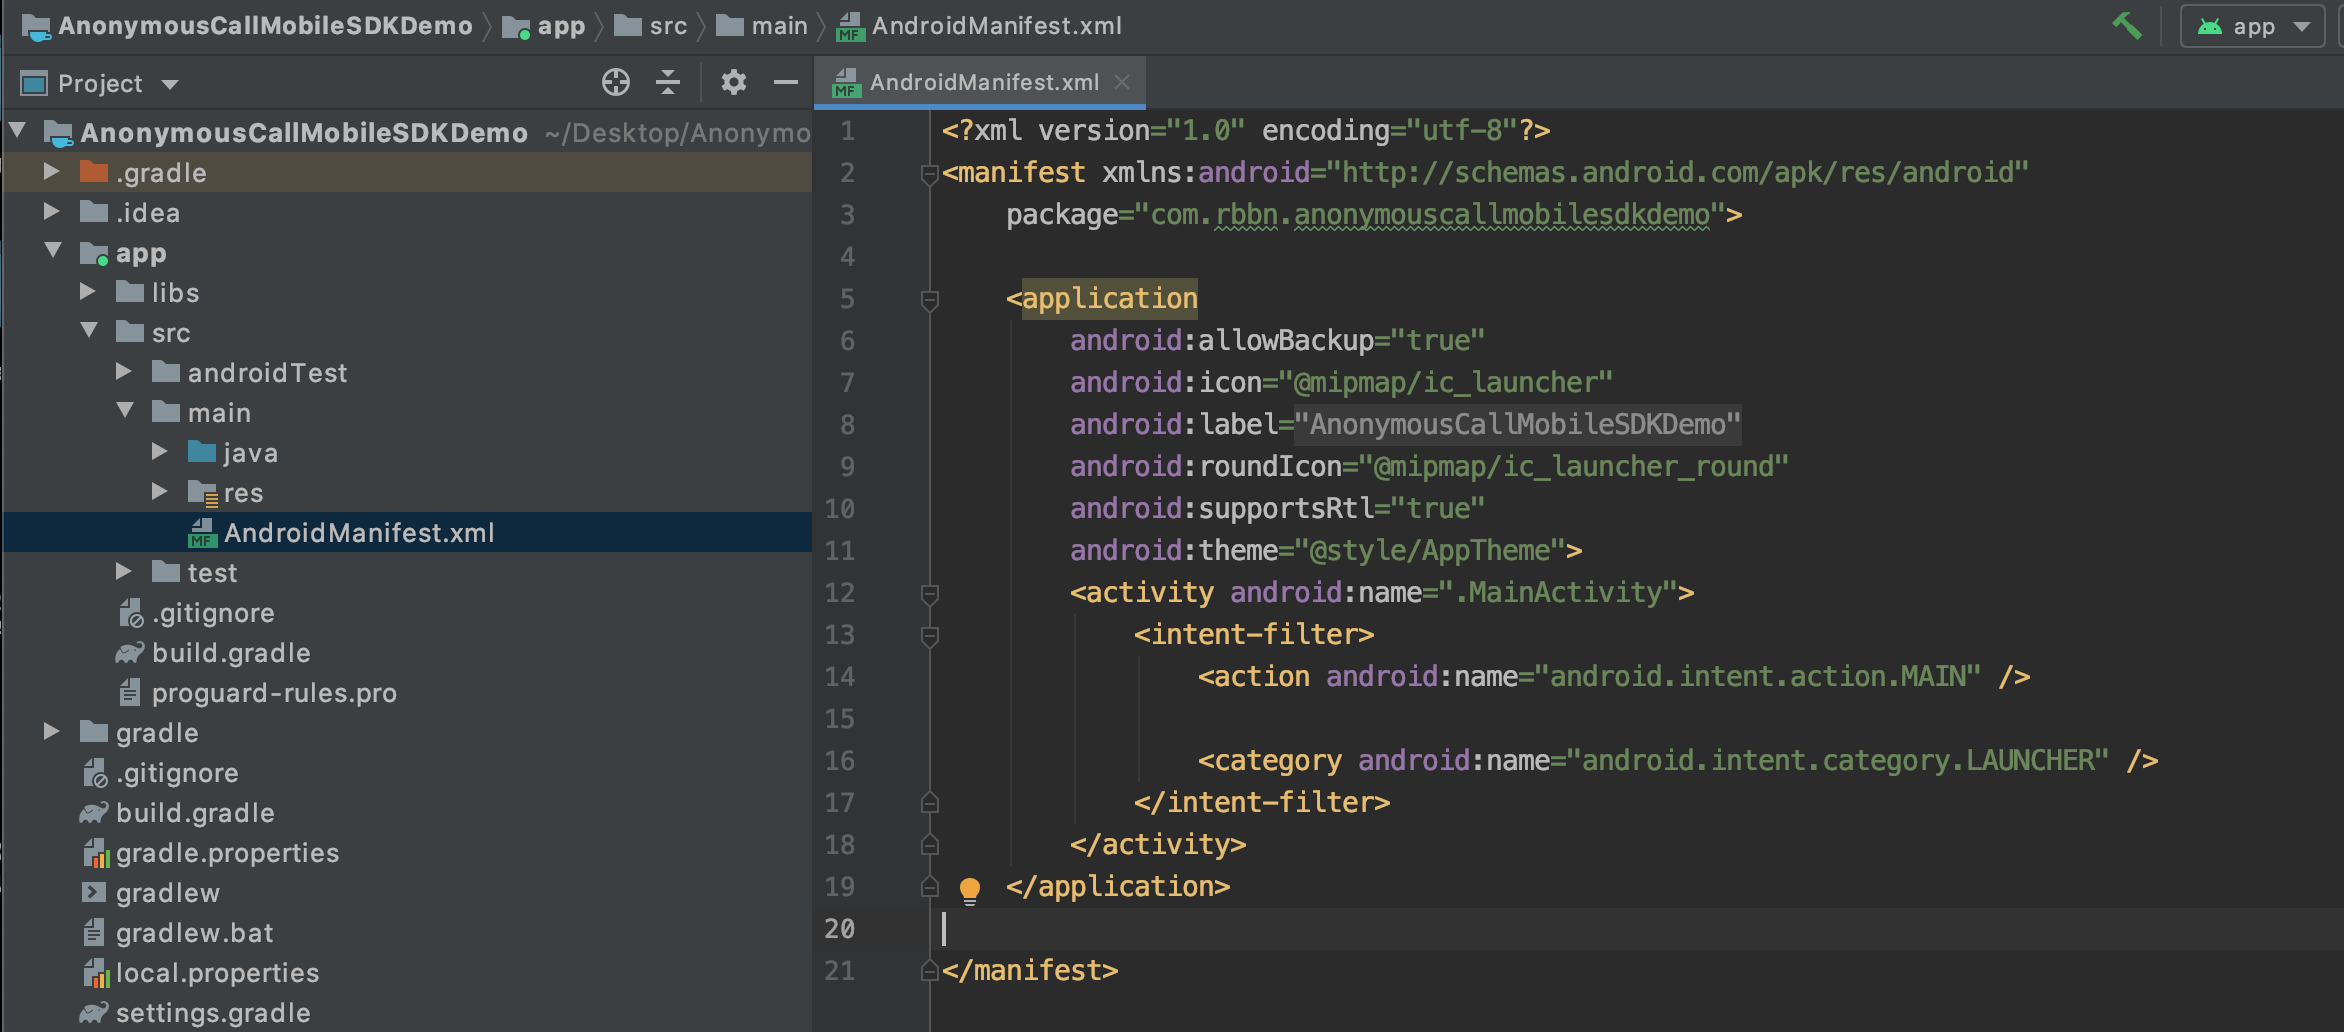 AnonymousCallMobileSDKDemo app src main AndroidManifest.xml
app
Project
AndroidManifest.xml
AnonymousCallMobileSDKDemo ~/Desktop/Anonymo
.gradle
.idea
app
libs
src
androidTest
main
java
res
AndroidManifest.xml
test
.gitignore
build.gradle
proguard-rules.pro
gradle
.gitignore
build.gradle
gradle.properties
gradlew
gradlew.bat
local.properties
settings.gradle
1 <?xml version="1.0" encoding="utf-8"?>
2 <manifest xmlns:android="http://schemas.android.com/apk/res/android"
3     package="com.rbbn.anonymouscallmobilesdkdemo">
4
5     <application
6         android:allowBackup="true"
7         android:icon="@mipmap/ic_launcher"
8         android:label="AnonymousCallMobileSDKDemo"
9         android:roundIcon="@mipmap/ic_launcher_round"
10         android:supportsRtl="true"
11         android:theme="@style/AppTheme">
12         <activity android:name=".MainActivity">
13             <intent-filter>
14                 <action android:name="android.intent.action.MAIN" />
15
16                 <category android:name="android.intent.category.LAUNCHER" />
17             </intent-filter>
18         </activity>
19     </application>
20
21 </manifest>